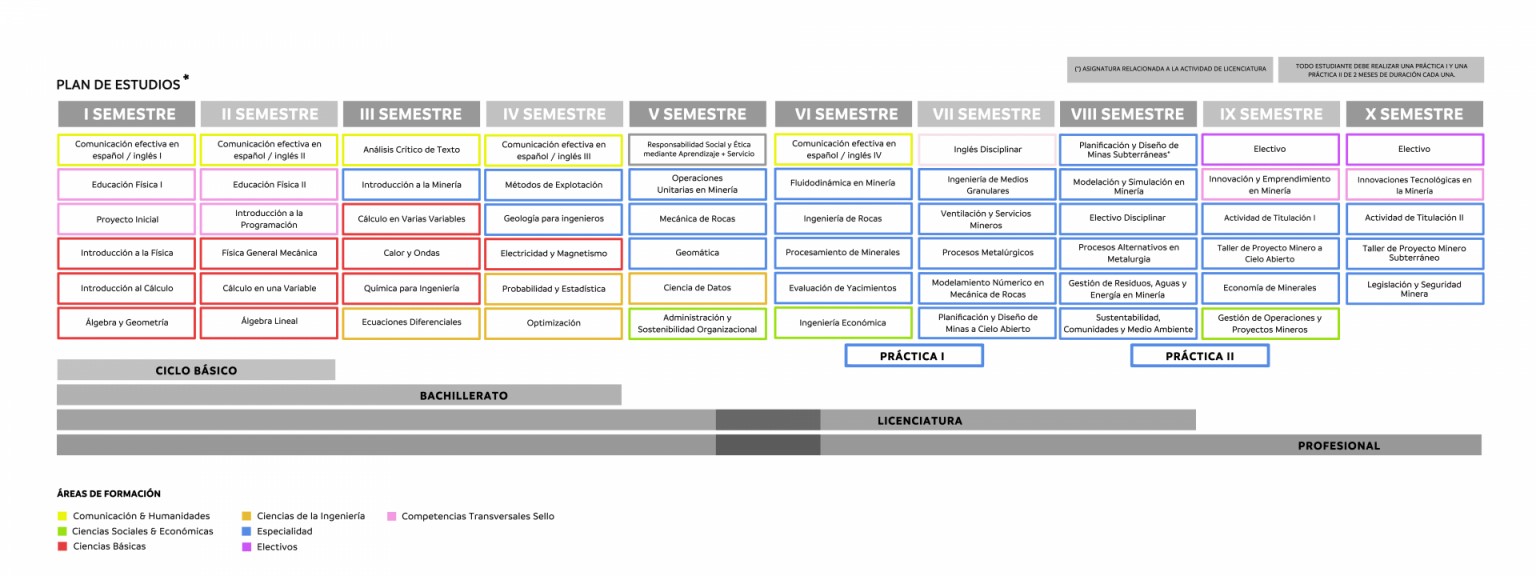 PLAN DE ESTUDIOS*
(*) ASIGNATURA RELACIONADA A LA ACTIVIDAD DE LICENCIATURA
TODO ESTUDIANTE DEBE REALIZAR UNA PRÁCTICA I Y UNA
PRÁCTICA II DE 2 MESES DE DURACIÓN CADA UNA.
I SEMESTRE
Comunicación efectiva en
español / inglés I
Educación Física I
Proyecto Inicial
Introducción a la Física
Introducción al Cálculo
Álgebra y Geometría
II SEMESTRE
Comunicación efectiva en
español / inglés II
Educación Física II
Introducción a la
Programación
Física General Mecánica
Cálculo en una Variable
Álgebra Lineal
III SEMESTRE
Análisis Crítico de Texto
Introducción a la Minería
Cálculo en Varias Variables
Calor y Ondas
Química para Ingeniería
Ecuaciones Diferenciales
IV SEMESTRE
Comunicación efectiva en
español / inglés III
Métodos de Explotación
Geología para ingenieros
Electricidad y Magnetismo
Probabilidad y Estadística
Optimización
V SEMESTRE
Responsabilidad Social y Ética
mediante Aprendizaje + Servicio
Operaciones
Unitarias en Minería
Mecánica de Rocas
Geomática
Ciencia de Datos
Administración y
Sostenibilidad Organizacional
VI SEMESTRE
Comunicación efectiva en
español / inglés IV
Fluidodinámica en Minería
Ingeniería de Rocas
Procesamiento de Minerales
Evaluación de Yacimientos
Ingeniería Económica
VII SEMESTRE
Inglés Disciplinar
Ingeniería de Medios
Granulares
Ventilación y Servicios
Mineros
Procesos Metalúrgicos
Modelamiento Númerico en
Mecánica de Rocas
Planificación y Diseño de
Minas a Cielo Abierto
VIII SEMESTRE
Planificación y Diseño de
Minas Subterráneas*
Modelación y Simulación en
Minería
Electivo Disciplinar
Procesos Alternativos en
Metalurgia
Gestión de Residuos, Aguas y
Energía en Minería
Sustentabilidad,
Comunidades y Medio Ambiente
IX SEMESTRE
Electivo
Innovación y Emprendimiento
en Minería
Actividad de Titulación I
Taller de Proyecto Minero a
Cielo Abierto
Economía de Minerales
Gestión de Operaciones y
Proyectos Mineros
X SEMESTRE
Electivo
Innovaciones Tecnológicas en
la Minería
Actividad de Titulación II
Taller de Proyecto Minero
Subterráneo
Legislación y Seguridad
Minera
PRÁCTICA I
PRÁCTICA II
CICLO BÁSICO
BACHILLERATO
LICENCIATURA
PROFESIONAL
ÁREAS DE FORMACIÓN
Comunicación & Humanidades
Ciencias Sociales & Económicas
Ciencias Básicas
Ciencias de la Ingeniería
Especialidad
Electivos
Competencias Transversales Sello